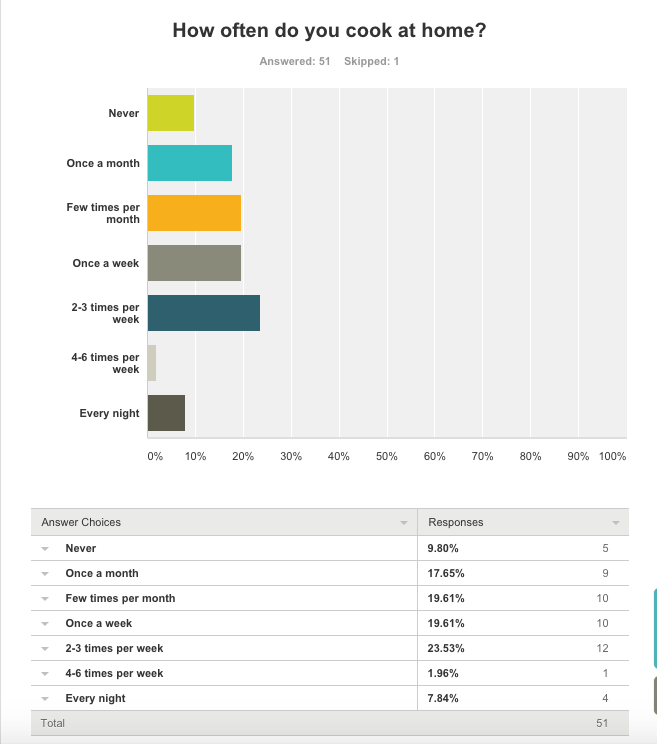 How often do you cook at home?
Answered: 51 Skipped: 1
Never
Once a month
Few times per
month
Once a week
2-3 times per
week
4-6 times per
week
Every night
0% 10% 20% 30% 40% 50% 60% 70% 80% 90% 100%
Answer Choices Responses
Never 9.80% 5
Once a month 17.65% 9
Few times per month 19.61% 10
Once a week 19.61% 10
2-3 times per week 23.53% 12
4-6 times per week 1.96% 1
Every night 7.84% 4
Total 51